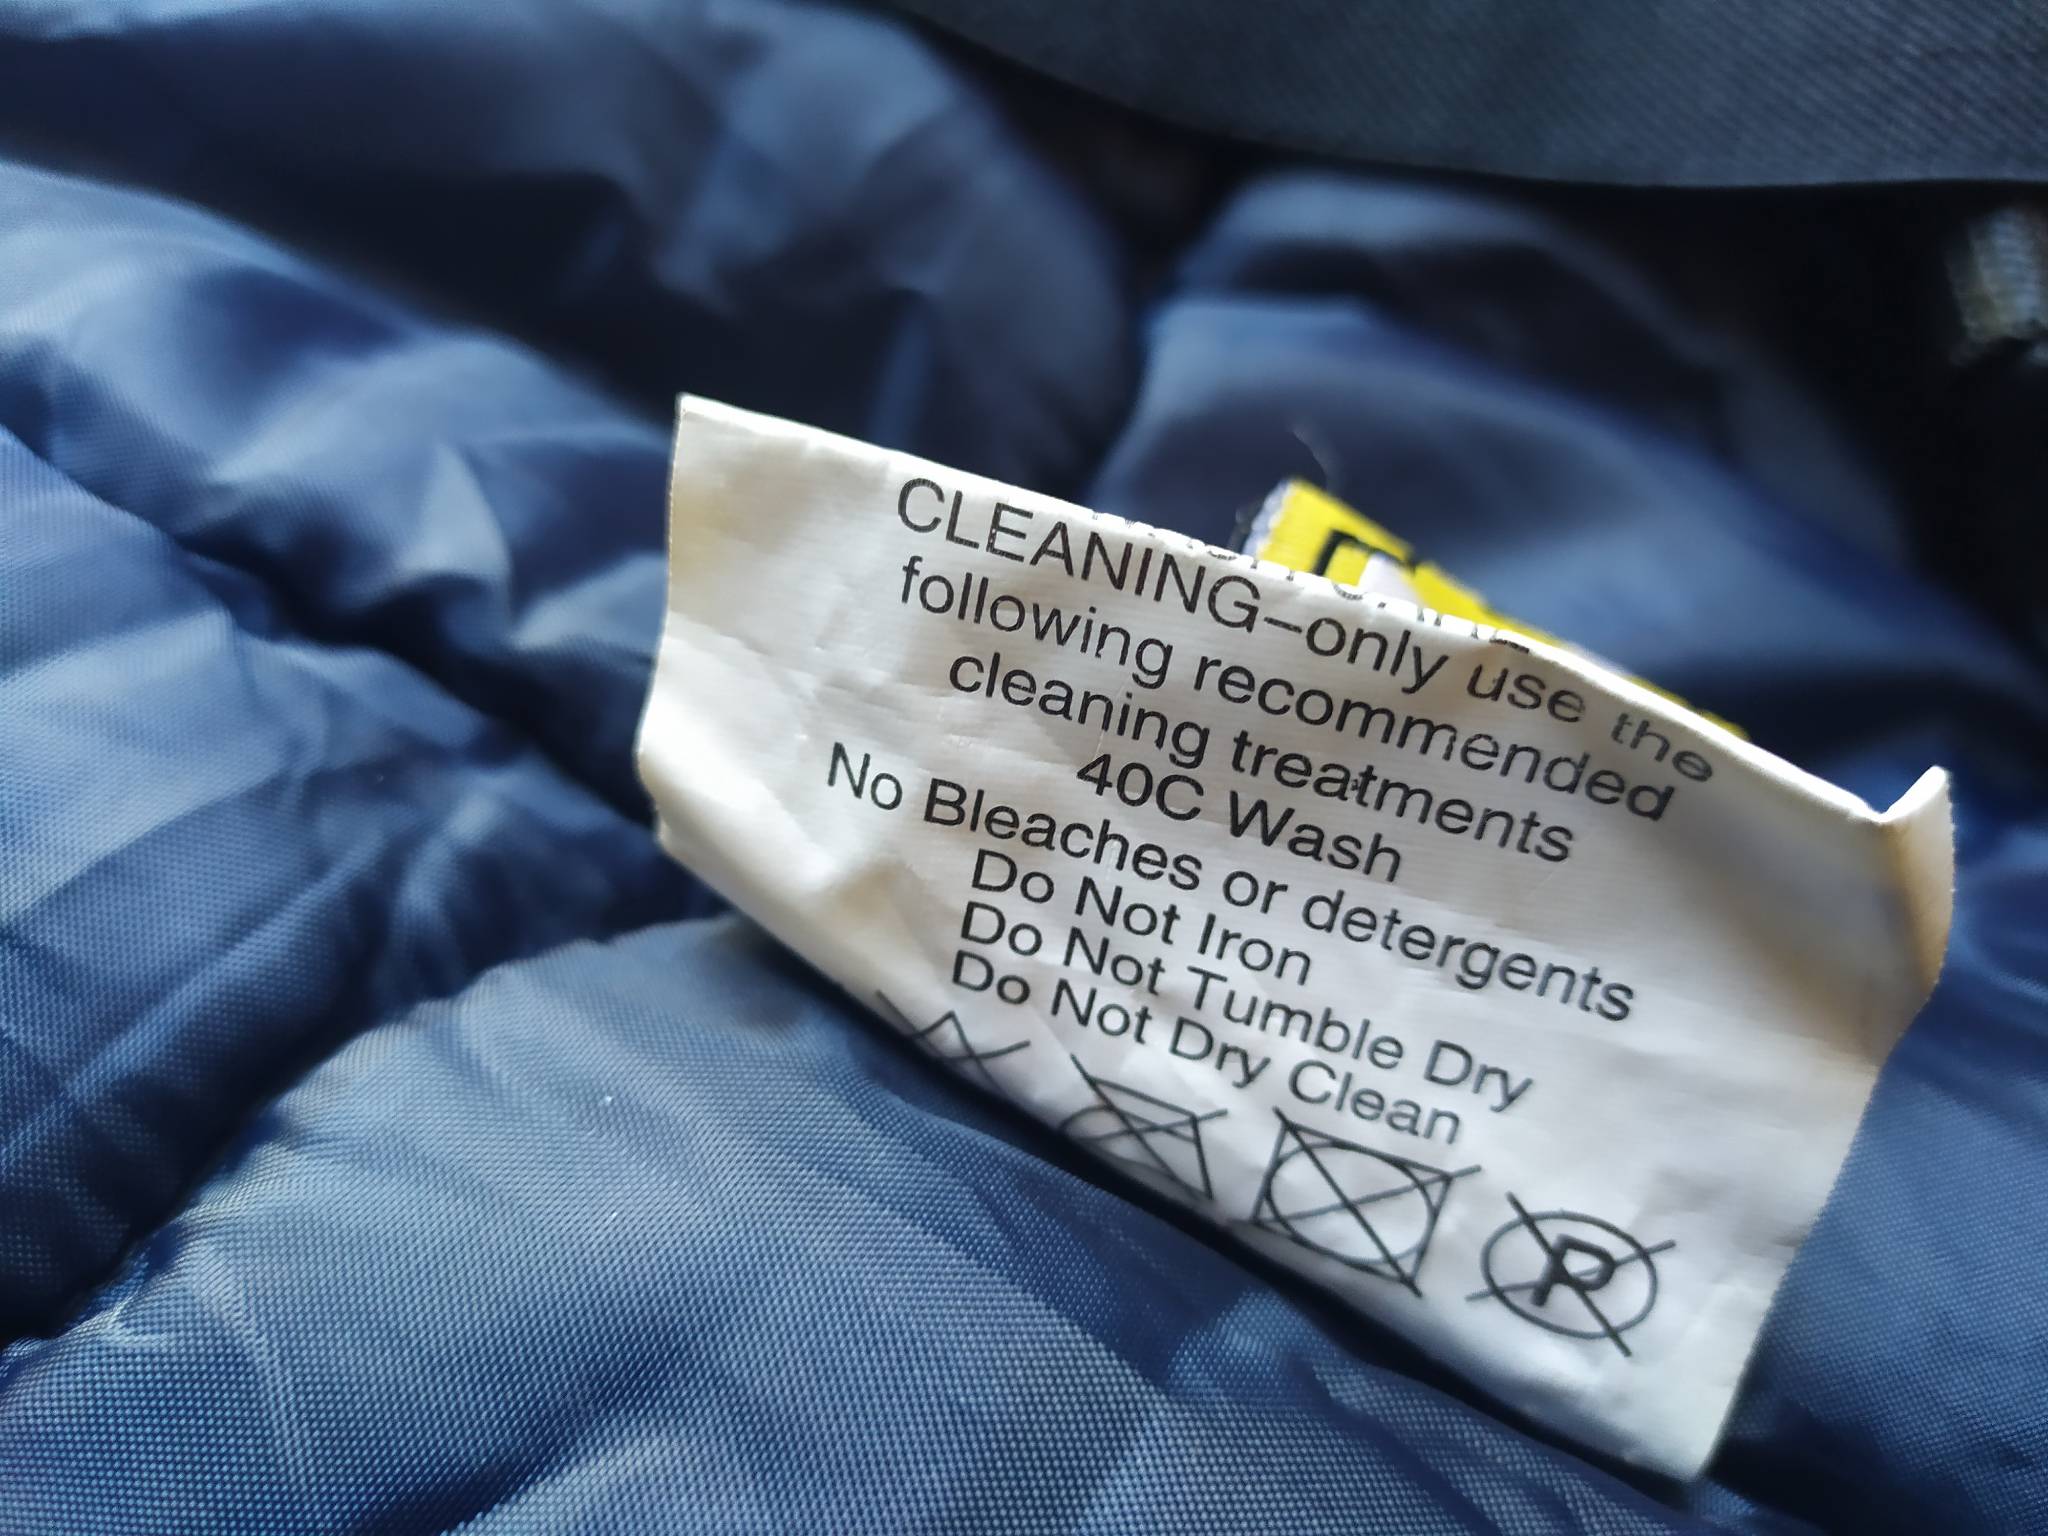 CLEANING–only use the
following recommended
cleaning treatments
40C Wash
No Bleaches or detergents
Do Not Iron
Do Not Tumble Dry
Do Not Dry Clean
P